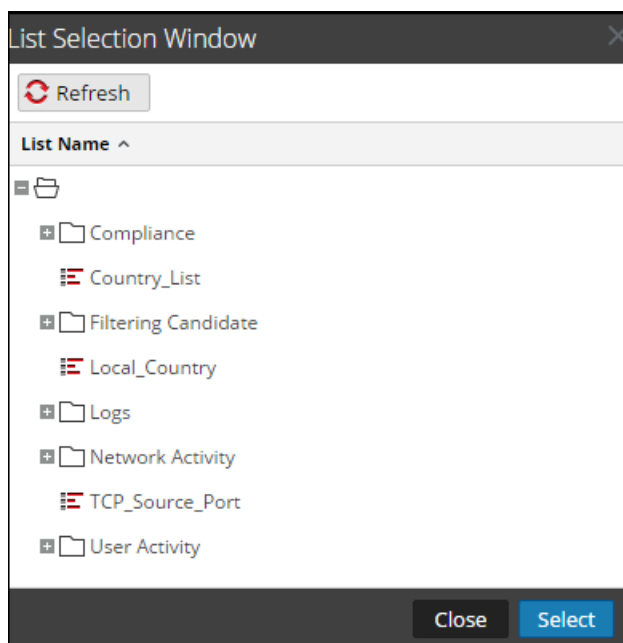 List Selection Window
Refresh
List Name
Compliance
Country_List
Filtering Candidate
Local_Country
Logs
Network Activity
TCP_Source_Port
User Activity
Close Select